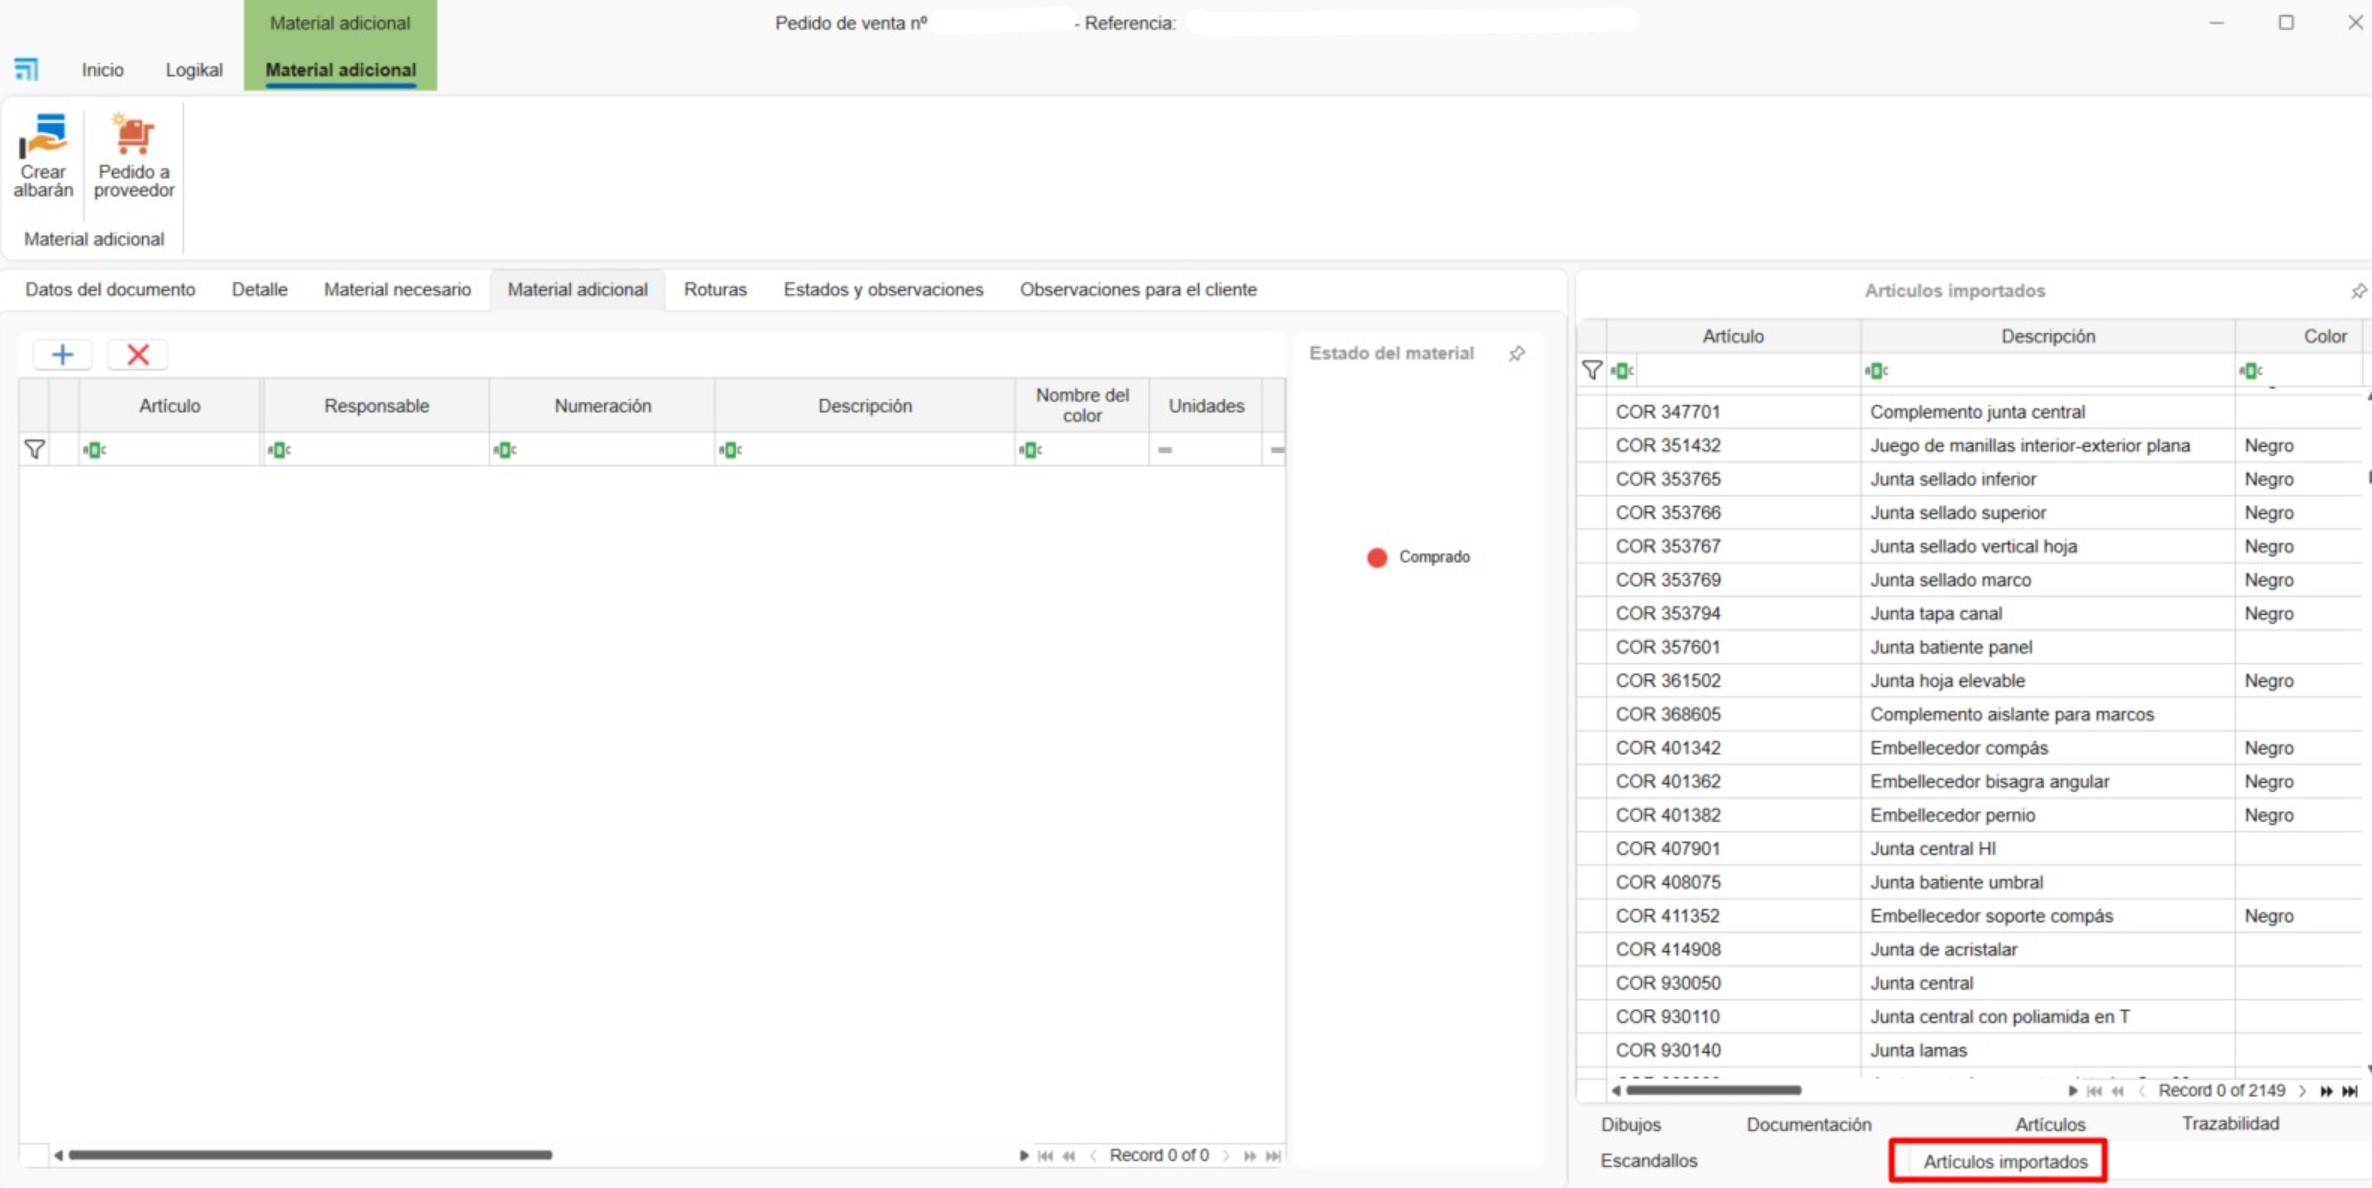 Material adicional
Pedido de venta nº - Referencia:
Inicio Logikal Material adicional
Crear albarán
Pedido a proveedor
Material adicional
Datos del documento Detalle Material necesario Material adicional Roturas Estados y observaciones Observaciones para el cliente
Artículo Responsable Numeración Descripción Nombre del color Unidades
Record 0 of 0
Estado del material
Comprado
Artículos importados
Artículo Descripción Color
COR 347701 Complemento junta central
COR 351432 Juego de manillas interior-exterior plana Negro
COR 353765 Junta sellado inferior Negro
COR 353766 Junta sellado superior Negro
COR 353767 Junta sellado vertical hoja Negro
COR 353769 Junta sellado marco Negro
COR 353794 Junta tapa canal Negro
COR 357601 Junta batiente panel
COR 361502 Junta hoja elevable Negro
COR 368605 Complemento aislante para marcos
COR 401342 Embellecedor compás Negro
COR 401362 Embellecedor bisagra angular Negro
COR 401382 Embellecedor pernio Negro
COR 407901 Junta central HI
COR 408075 Junta batiente umbral
COR 411352 Embellecedor soporte compás Negro
COR 414908 Junta de acristalar
COR 930050 Junta central
COR 930110 Junta central con poliamida en T
COR 930140 Junta lamas
Record 0 of 2149
Dibujos Documentación Artículos Trazabilidad
Escandallos Artículos importados